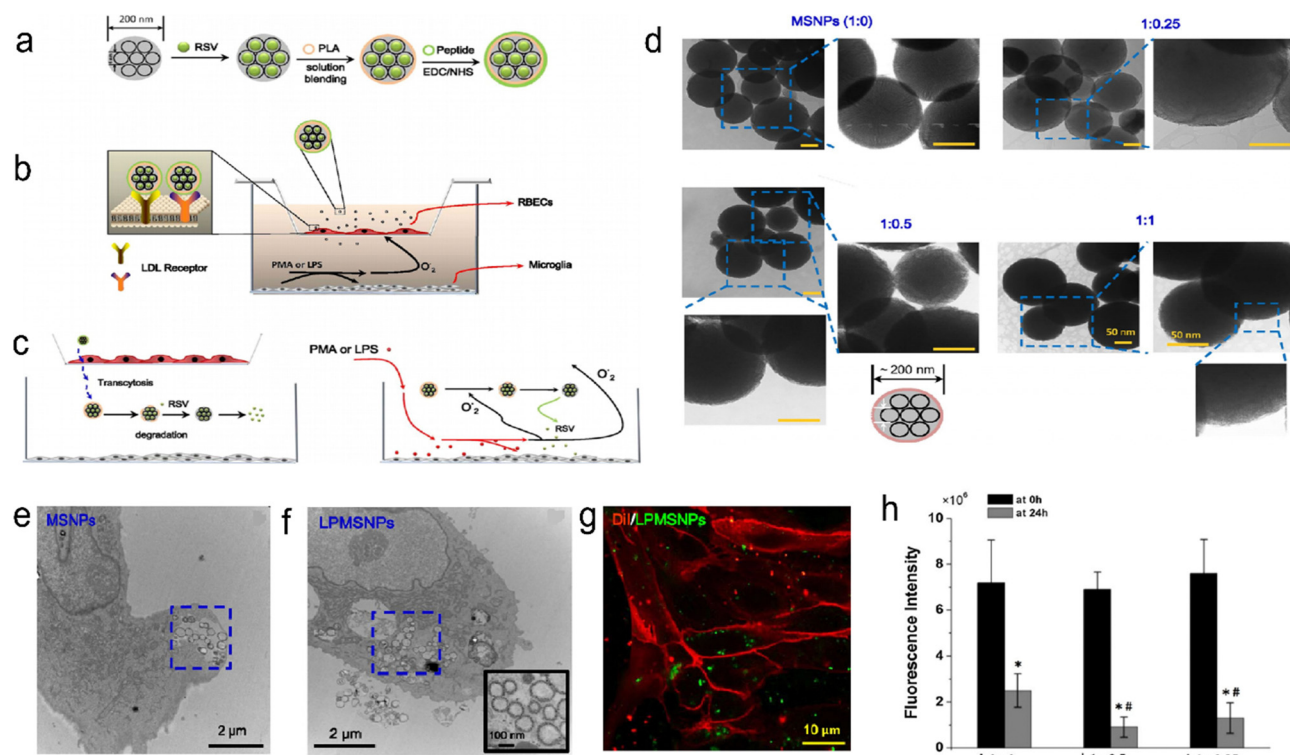 a
200 nm
RSV
PLA
solution
blending
Peptide
EDC/NHS
b
LDL Receptor
PMA or LPS
O˙₂
RBECs
Microglia
c
Transcytosis
RSV
degradation
PMA or LPS
O˙₂
O˙₂
RSV
d
MSNPs (1:0)
1:0.25
1:0.5
1:1
50 nm
50 nm
~ 200 nm
e
MSNPs
2 µm
f
LPMSNPs
2 µm
100 nm
g
DiI/LPMSNPs
10 µm
h
×10⁶
at 0h
at 24h
Fluorescence Intensity
10
8
6
4
2
0
*
*#
*#